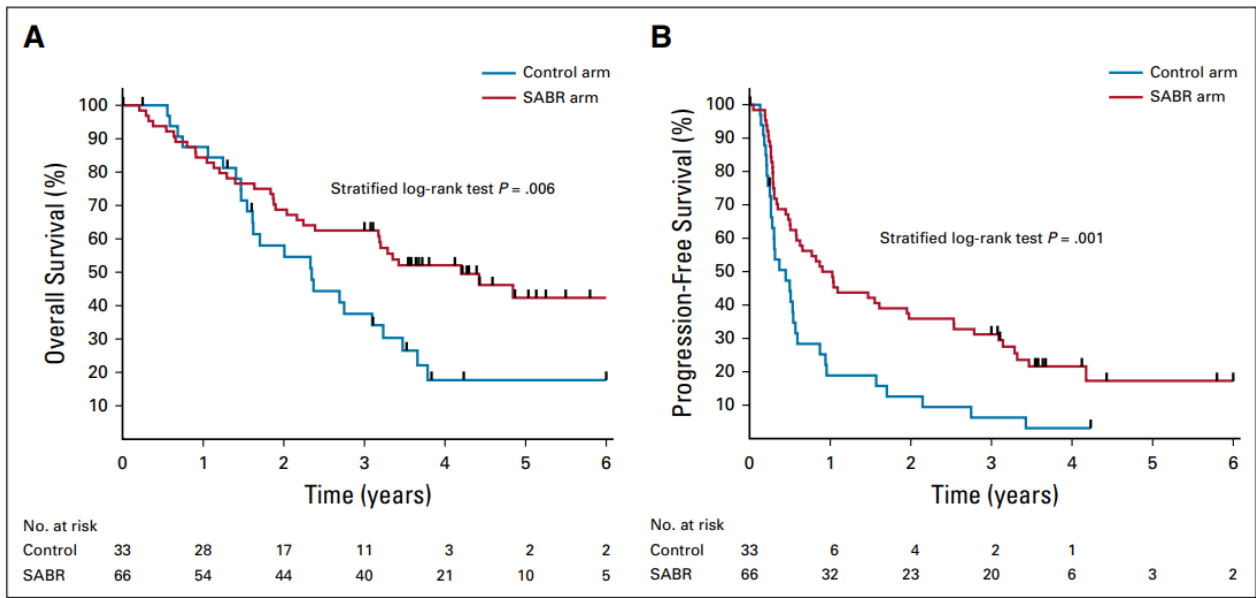 A
Control arm
SABR arm
Overall Survival (%)
100
90
80
70
60
50
40
30
20
10
Stratified log-rank test P = .006
0 1 2 3 4 5 6
Time (years)
No. at risk
Control 33 28 17 11 3 2 2
SABR 66 54 44 40 21 10 5
B
Control arm
SABR arm
Progression-Free Survival (%)
100
90
80
70
60
50
40
30
20
10
Stratified log-rank test P = .001
0 1 2 3 4 5 6
Time (years)
No. at risk
Control 33 6 4 2 1
SABR 66 32 23 20 6 3 2